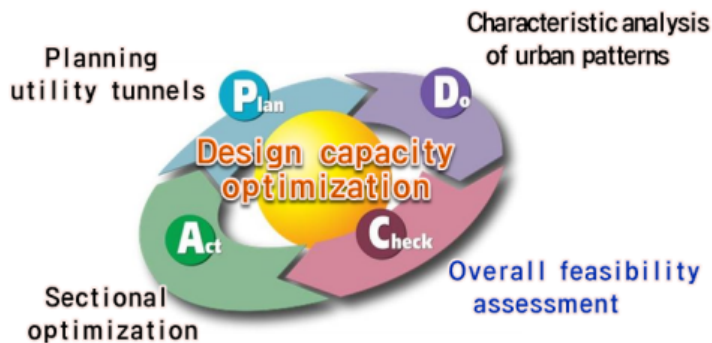 Planning
utility tunnels
Plan
Do
Characteristic analysis
of urban patterns
Design capacity
optimization
Act
Check
Sectional
optimization
Overall feasibility
assessment